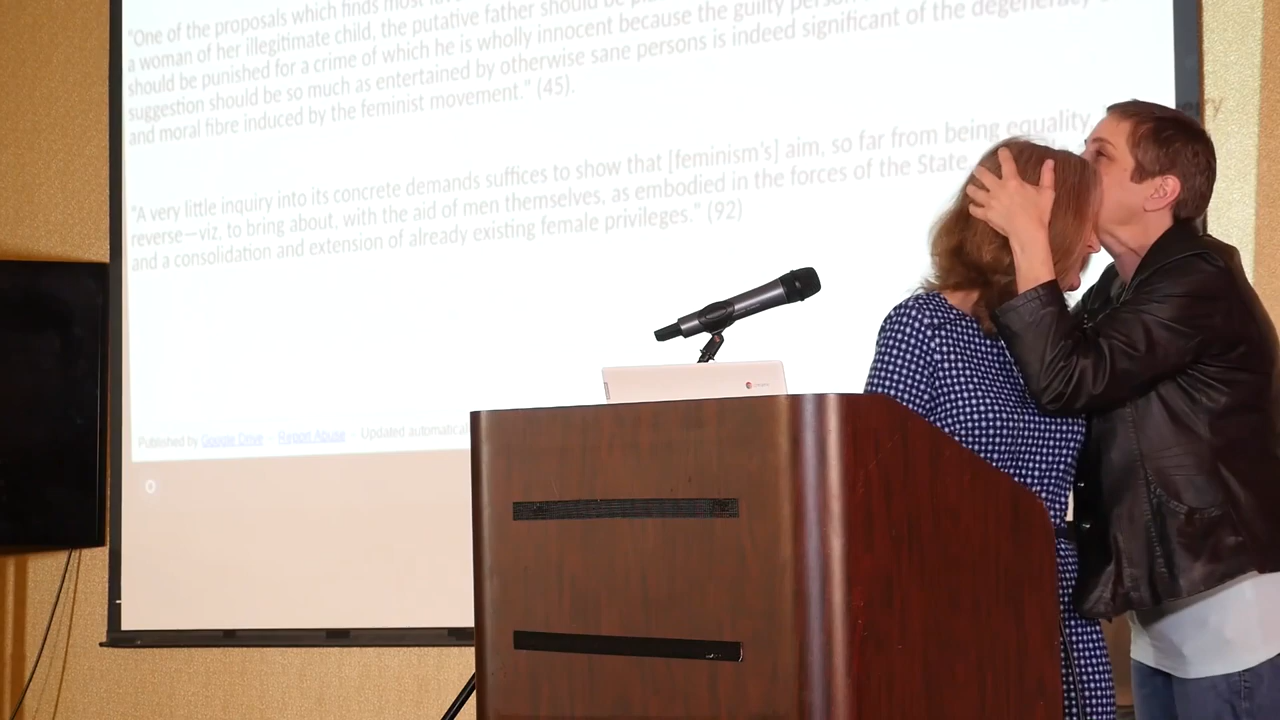 "One of the proposals which finds most
a woman of her illegitimate child, the putative father should be
should be punished for a crime of which he is wholly innocent because the guilty person
suggestion should be so much as entertained by otherwise sane persons is indeed significant of the degeneracy
and moral fibre induced by the feminist movement." (45).
"A very little inquiry into its concrete demands suffices to show that [feminism's] aim, so far from being equality,
reverse—viz. to bring about, with the aid of men themselves, as embodied in the forces of the State
and a consolidation and extension of already existing female privileges." (92)
Published by Google Drive - Report Abuse - Updated automatical